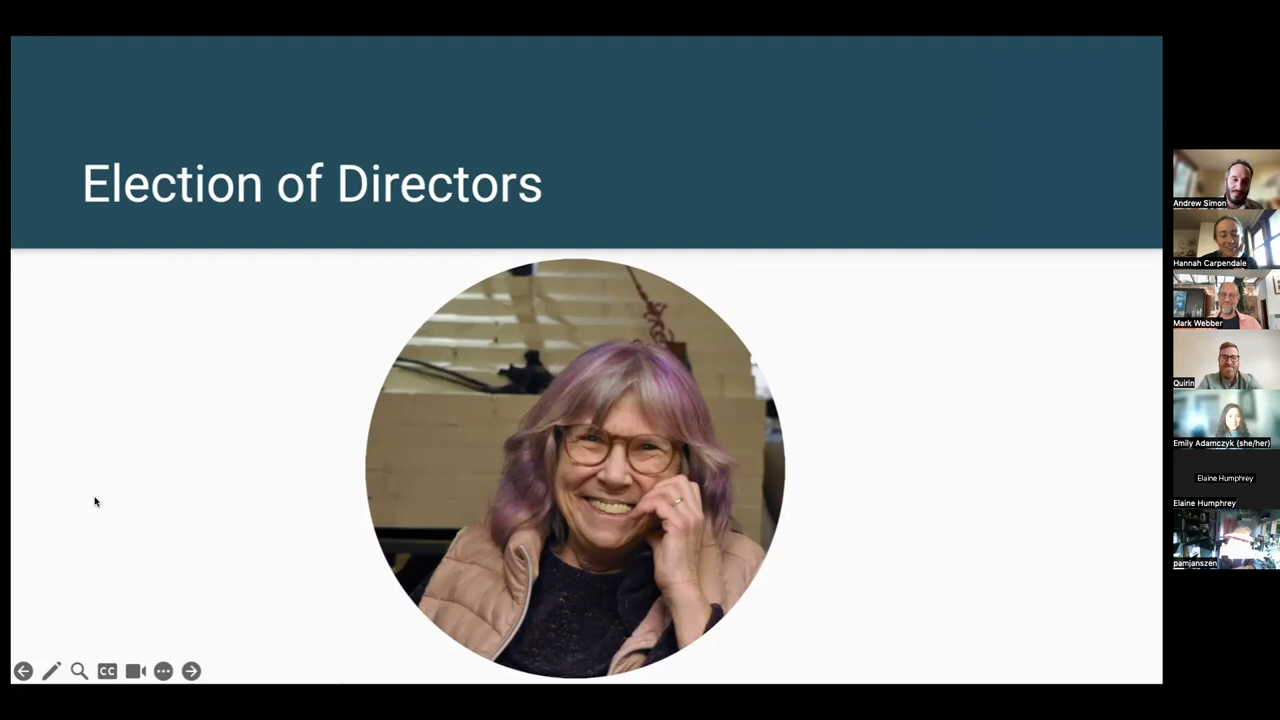 Election of Directors
Andrew Simon
Hannah Carpendale
Mark Webber
Quirin
Emily Adamczyk (she/her)
Elaine Humphrey
Elaine Humphrey
pamjanszen
CC